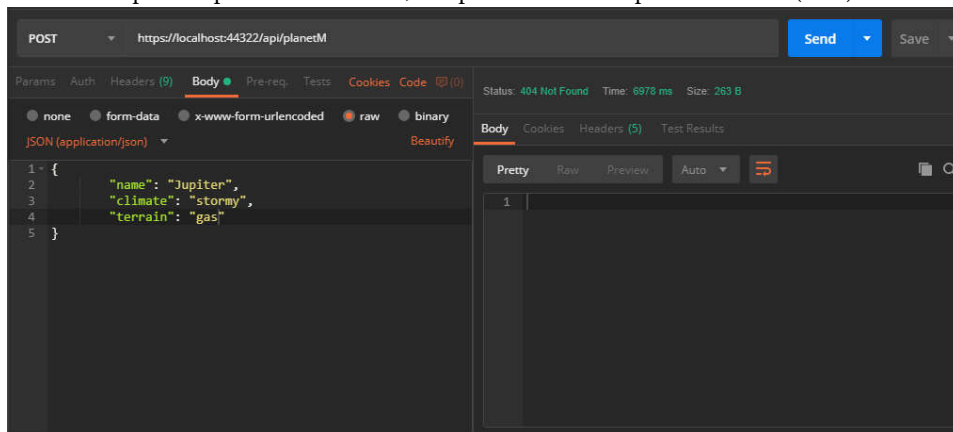 POST https://localhost:44322/api/planetM Send Save
Params Auth Headers (9) Body Pre-req. Tests Cookies Code (0)
none form-data x-www-form-urlencoded raw binary
JSON (application/json) Beautify
1 {
2 "name": "Jupiter",
3 "climate": "stormy",
4 "terrain": "gas"
5 }
Status: 404 Not Found Time: 6978 ms Size: 263 B
Body Cookies Headers (5) Test Results
Pretty Raw Preview Auto
1